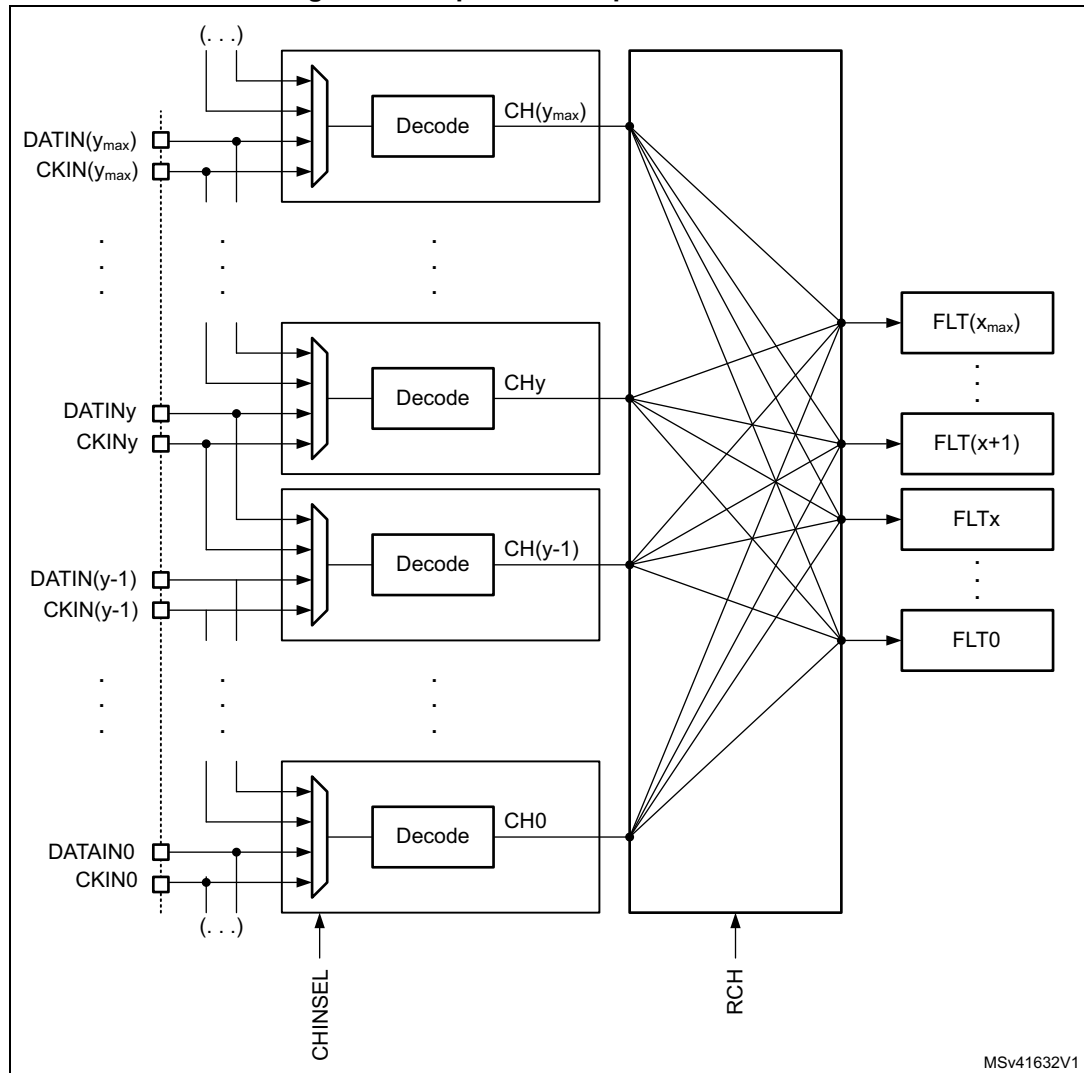 (. . .)
DATIN(ymax)
CKIN(ymax)
Decode
CH(ymax)
DATINy
CKINy
Decode
CHy
DATIN(y-1)
CKIN(y-1)
Decode
CH(y-1)
DATAIN0
CKIN0
Decode
CH0
(. . .)
FLT(xmax)
FLT(x+1)
FLTx
FLT0
CHINSEL
RCH
MSv41632V1